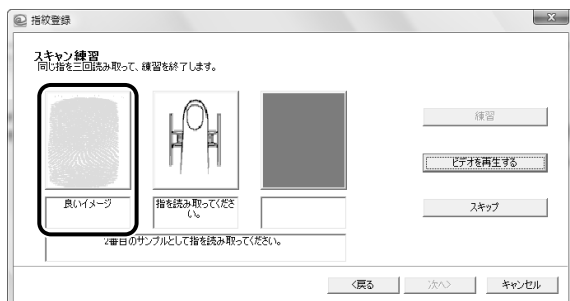 指紋登録
スキャン練習
同じ指を三回読み取って、練習を終了します。
良いイメージ
指を読み取ってくださ
い。
2番目のサンプルとして指を読み取ってください。
練習
ビデオを再生する
スキップ
<戻る
次へ>
キャンセル